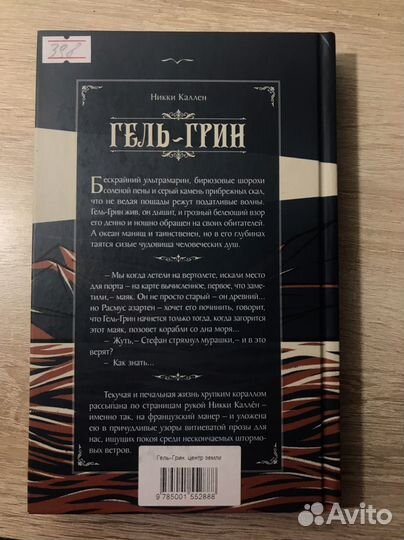 398
Никки Каллен
ГЕЛЬ-ГРИН
Бескрайний ультрамарин, бирюзовые шорохи
соленой пены и серый камень прибрежных скал,
что не ведая пощады режут податливые волны.
Гель-Грин жив, он дышит, и грозный белеющий взор
его денно и нощно обращен на своих обитателей.
А океан манящ и таинственен, но и в его глубинах
таятся сизые чудовища человеческих душ.
– Мы когда летели на вертолете, искали место
для порта – на карте вычисленное, первое, что заме-
тили,– маяк. Он не просто старый – он древний...
но Расмус азартен – хочет его починить, говорит,
что Гель-Грин начнется только тогда, когда загорится
этот маяк, позовет корабли со дна моря...
– Жуть,– Стефан стряхнул мурашки,– и в это
верят?
– Как знать...
Текучая и печальная жизнь хрупким кораллом
рассыпана по страницам рукой Никки Каллéн –
именно так, на французский манер – и уложена
ею в причудливые узоры витиеватой прозы для
нас, ищущих покоя среди нескончаемых штормо-
вых ветров.
Гель-Грин, центр земли
9 785001 552888
Avito